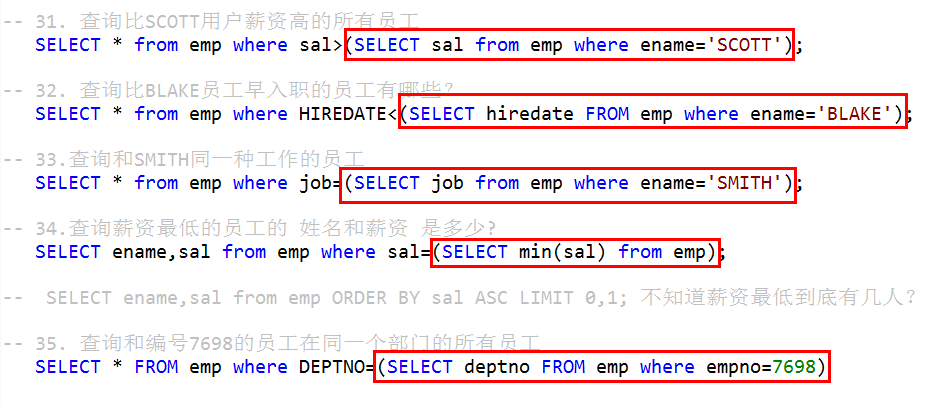 -- 31. 查询比SCOTT用户薪资高的所有员工
SELECT * from emp where sal>(SELECT sal from emp where ename='SCOTT');
-- 32. 查询比BLAKE员工早入职的员工有哪些?
SELECT * from emp where HIREDATE<(SELECT hiredate FROM emp where ename='BLAKE');
-- 33.查询和SMITH同一种工作的员工
SELECT * from emp where job=(SELECT job from emp where ename='SMITH');
-- 34.查询薪资最低的员工的 姓名和薪资 是多少?
SELECT ename,sal from emp where sal=(SELECT min(sal) from emp);
-- SELECT ename,sal from emp ORDER BY sal ASC LIMIT 0,1; 不知道薪资最低到底有几人?
-- 35. 查询和编号7698的员工在同一个部门的所有员工
SELECT * FROM emp where DEPTNO=(SELECT deptno FROM emp where empno=7698)